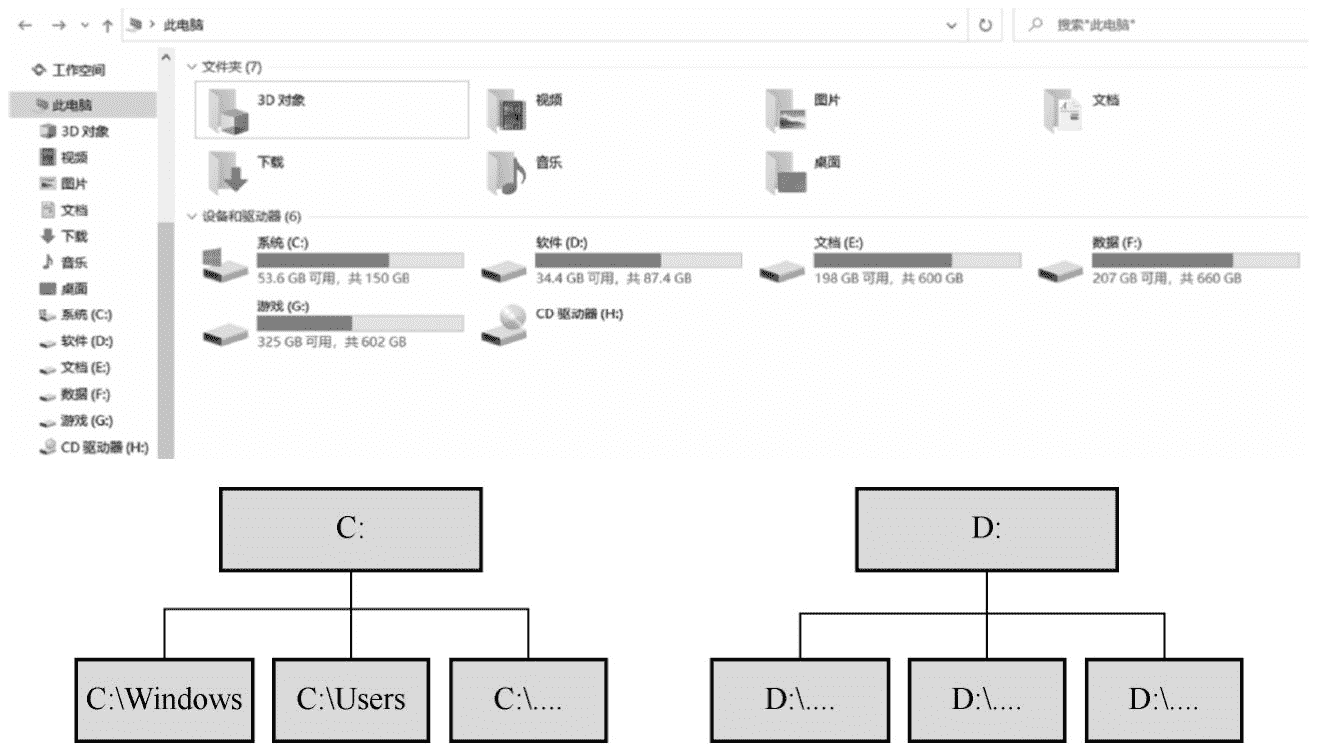 此电脑
搜索"此电脑"
工作空间
此电脑
3D 对象
视频
图片
文档
下载
音乐
桌面
系统 (C:)
软件 (D:)
文档 (E:)
数据 (F:)
游戏 (G:)
CD 驱动器 (H:)
文件夹 (7)
3D 对象
视频
图片
文档
下载
音乐
桌面
设备和驱动器 (6)
系统 (C:)
53.6 GB 可用，共 150 GB
软件 (D:)
34.4 GB 可用，共 87.4 GB
文档 (E:)
198 GB 可用，共 600 GB
数据 (F:)
207 GB 可用，共 660 GB
游戏 (G:)
325 GB 可用，共 602 GB
CD 驱动器 (H:)
C:
D:
C:\Windows
C:\Users
C:\....
D:\....
D:\....
D:\....